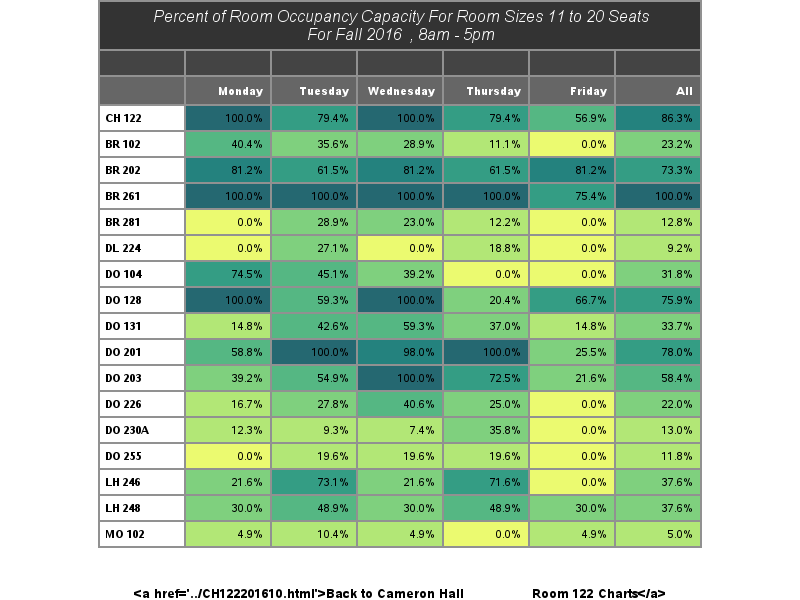 Percent of Room Occupancy Capacity For Room Sizes 11 to 20 Seats
For Fall 2016 , 8am - 5pm
Monday Tuesday Wednesday Thursday Friday All
CH 122 100.0% 79.4% 100.0% 79.4% 56.9% 86.3%
BR 102 40.4% 35.6% 28.9% 11.1% 0.0% 23.2%
BR 202 81.2% 61.5% 81.2% 61.5% 81.2% 73.3%
BR 261 100.0% 100.0% 100.0% 100.0% 75.4% 100.0%
BR 281 0.0% 28.9% 23.0% 12.2% 0.0% 12.8%
DL 224 0.0% 27.1% 0.0% 18.8% 0.0% 9.2%
DO 104 74.5% 45.1% 39.2% 0.0% 0.0% 31.8%
DO 128 100.0% 59.3% 100.0% 20.4% 66.7% 75.9%
DO 131 14.8% 42.6% 59.3% 37.0% 14.8% 33.7%
DO 201 58.8% 100.0% 98.0% 100.0% 25.5% 78.0%
DO 203 39.2% 54.9% 100.0% 72.5% 21.6% 58.4%
DO 226 16.7% 27.8% 40.6% 25.0% 0.0% 22.0%
DO 230A 12.3% 9.3% 7.4% 35.8% 0.0% 13.0%
DO 255 0.0% 19.6% 19.6% 19.6% 0.0% 11.8%
LH 246 21.6% 73.1% 21.6% 71.6% 0.0% 37.6%
LH 248 30.0% 48.9% 30.0% 48.9% 30.0% 37.6%
MO 102 4.9% 10.4% 4.9% 0.0% 4.9% 5.0%
<a href='../CH122201610.html'>Back to Cameron Hall Room 122 Charts</a>